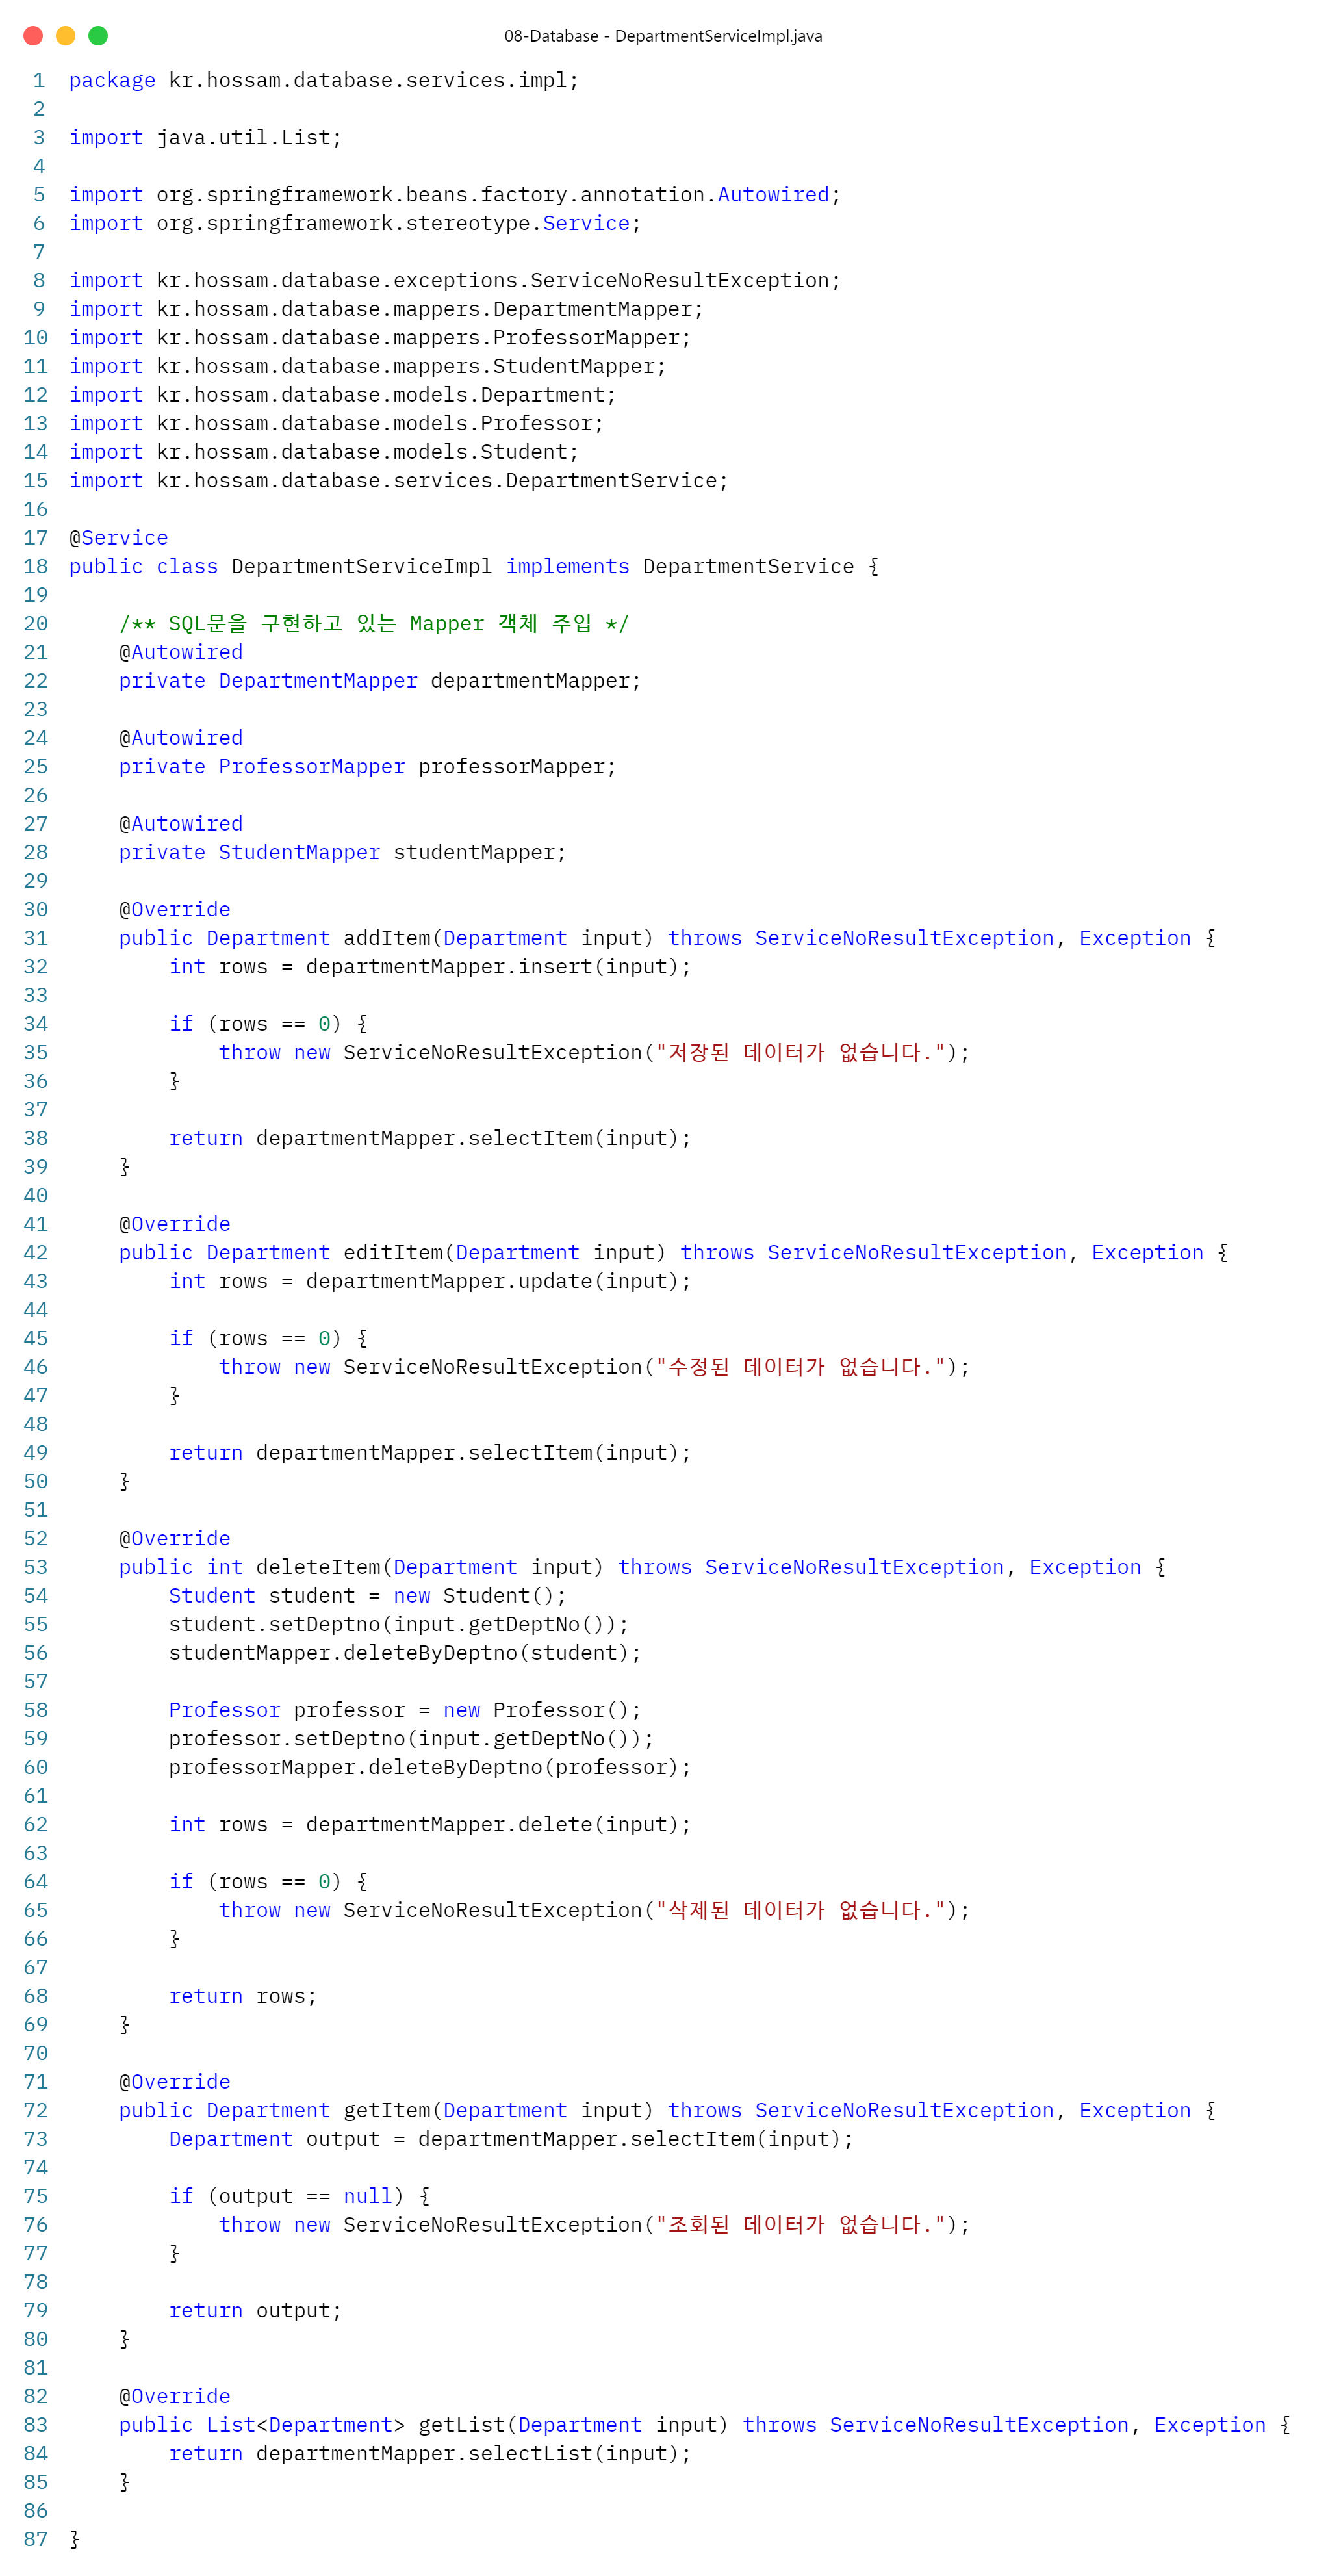 08-Database - DepartmentServiceImpl.java
1 package kr.hossam.database.services.impl;
2
3 import java.util.List;
4
5 import org.springframework.beans.factory.annotation.Autowired;
6 import org.springframework.stereotype.Service;
7
8 import kr.hossam.database.exceptions.ServiceNoResultException;
9 import kr.hossam.database.mappers.DepartmentMapper;
10 import kr.hossam.database.mappers.ProfessorMapper;
11 import kr.hossam.database.mappers.StudentMapper;
12 import kr.hossam.database.models.Department;
13 import kr.hossam.database.models.Professor;
14 import kr.hossam.database.models.Student;
15 import kr.hossam.database.services.DepartmentService;
16
17 @Service
18 public class DepartmentServiceImpl implements DepartmentService {
19
20     /** SQL문을 구현하고 있는 Mapper 객체 주입 */
21     @Autowired
22     private DepartmentMapper departmentMapper;
23
24     @Autowired
25     private ProfessorMapper professorMapper;
26
27     @Autowired
28     private StudentMapper studentMapper;
29
30     @Override
31     public Department addItem(Department input) throws ServiceNoResultException, Exception {
32         int rows = departmentMapper.insert(input);
33
34         if (rows == 0) {
35             throw new ServiceNoResultException("저장된 데이터가 없습니다.");
36         }
37
38         return departmentMapper.selectItem(input);
39     }
40
41     @Override
42     public Department editItem(Department input) throws ServiceNoResultException, Exception {
43         int rows = departmentMapper.update(input);
44
45         if (rows == 0) {
46             throw new ServiceNoResultException("수정된 데이터가 없습니다.");
47         }
48
49         return departmentMapper.selectItem(input);
50     }
51
52     @Override
53     public int deleteItem(Department input) throws ServiceNoResultException, Exception {
54         Student student = new Student();
55         student.setDeptno(input.getDeptNo());
56         studentMapper.deleteByDeptno(student);
57
58         Professor professor = new Professor();
59         professor.setDeptno(input.getDeptNo());
60         professorMapper.deleteByDeptno(professor);
61
62         int rows = departmentMapper.delete(input);
63
64         if (rows == 0) {
65             throw new ServiceNoResultException("삭제된 데이터가 없습니다.");
66         }
67
68         return rows;
69     }
70
71     @Override
72     public Department getItem(Department input) throws ServiceNoResultException, Exception {
73         Department output = departmentMapper.selectItem(input);
74
75         if (output == null) {
76             throw new ServiceNoResultException("조회된 데이터가 없습니다.");
77         }
78
79         return output;
80     }
81
82     @Override
83     public List<Department> getList(Department input) throws ServiceNoResultException, Exception {
84         return departmentMapper.selectList(input);
85     }
86
87 }